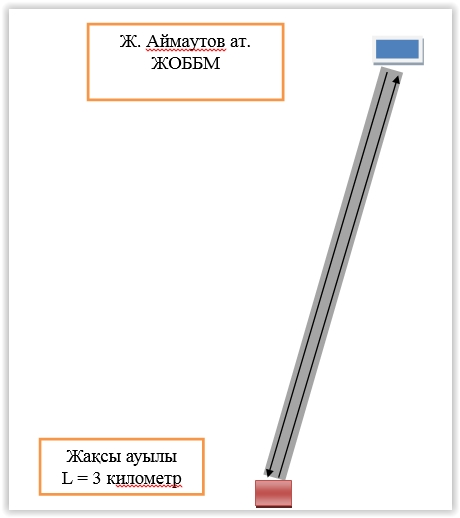 Ж. Аймаутов ат.
ЖОББМ
Жақсы ауылы
L = 3 километр